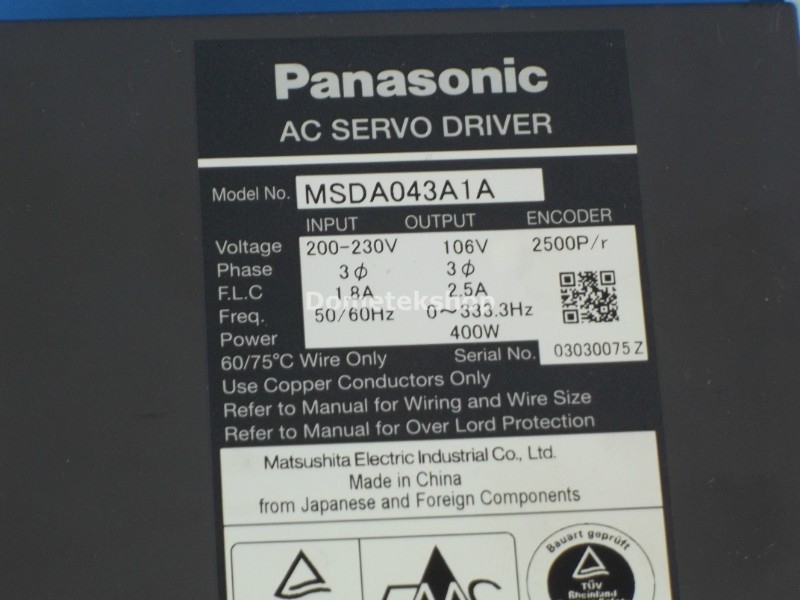 Panasonic
AC SERVO DRIVER
Model No. MSDA043A1A
INPUT OUTPUT ENCODER
Voltage 200-230V 106V 2500P/r
Phase 3ϕ 3ϕ
F.L.C 1.8A 2.5A
Freq. 50/60Hz 0~333.3Hz
Power 400W
60/75°C Wire Only Serial No. 03030075Z
Use Copper Conductors Only
Refer to Manual for Wiring and Wire Size
Refer to Manual for Over Lord Protection
Matsushita Electric Industrial Co., Ltd.
Made in China
from Japanese and Foreign Components
Bauart geprüft
TÜV
Rheinland